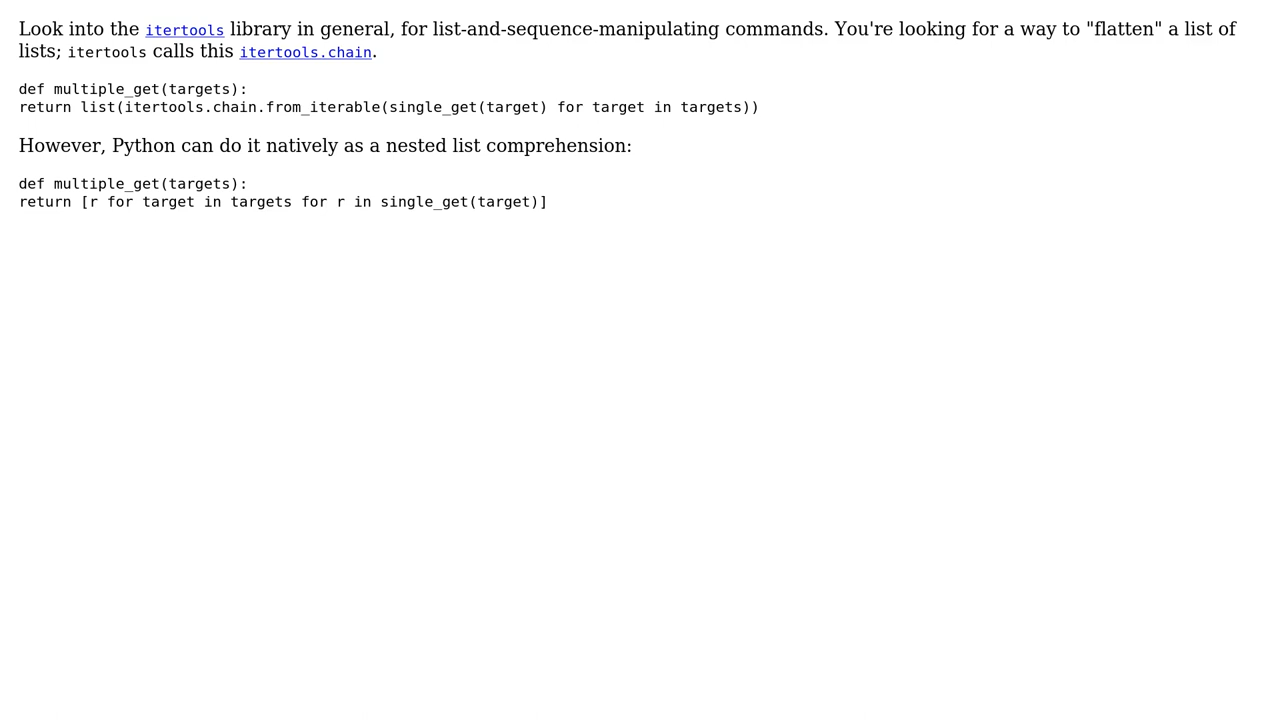 Look into the itertools library in general, for list-and-sequence-manipulating commands. You're looking for a way to "flatten" a list of
lists; itertools calls this itertools.chain.
def multiple_get(targets):
return list(itertools.chain.from_iterable(single_get(target) for target in targets))
However, Python can do it natively as a nested list comprehension:
def multiple_get(targets):
return [r for target in targets for r in single_get(target)]